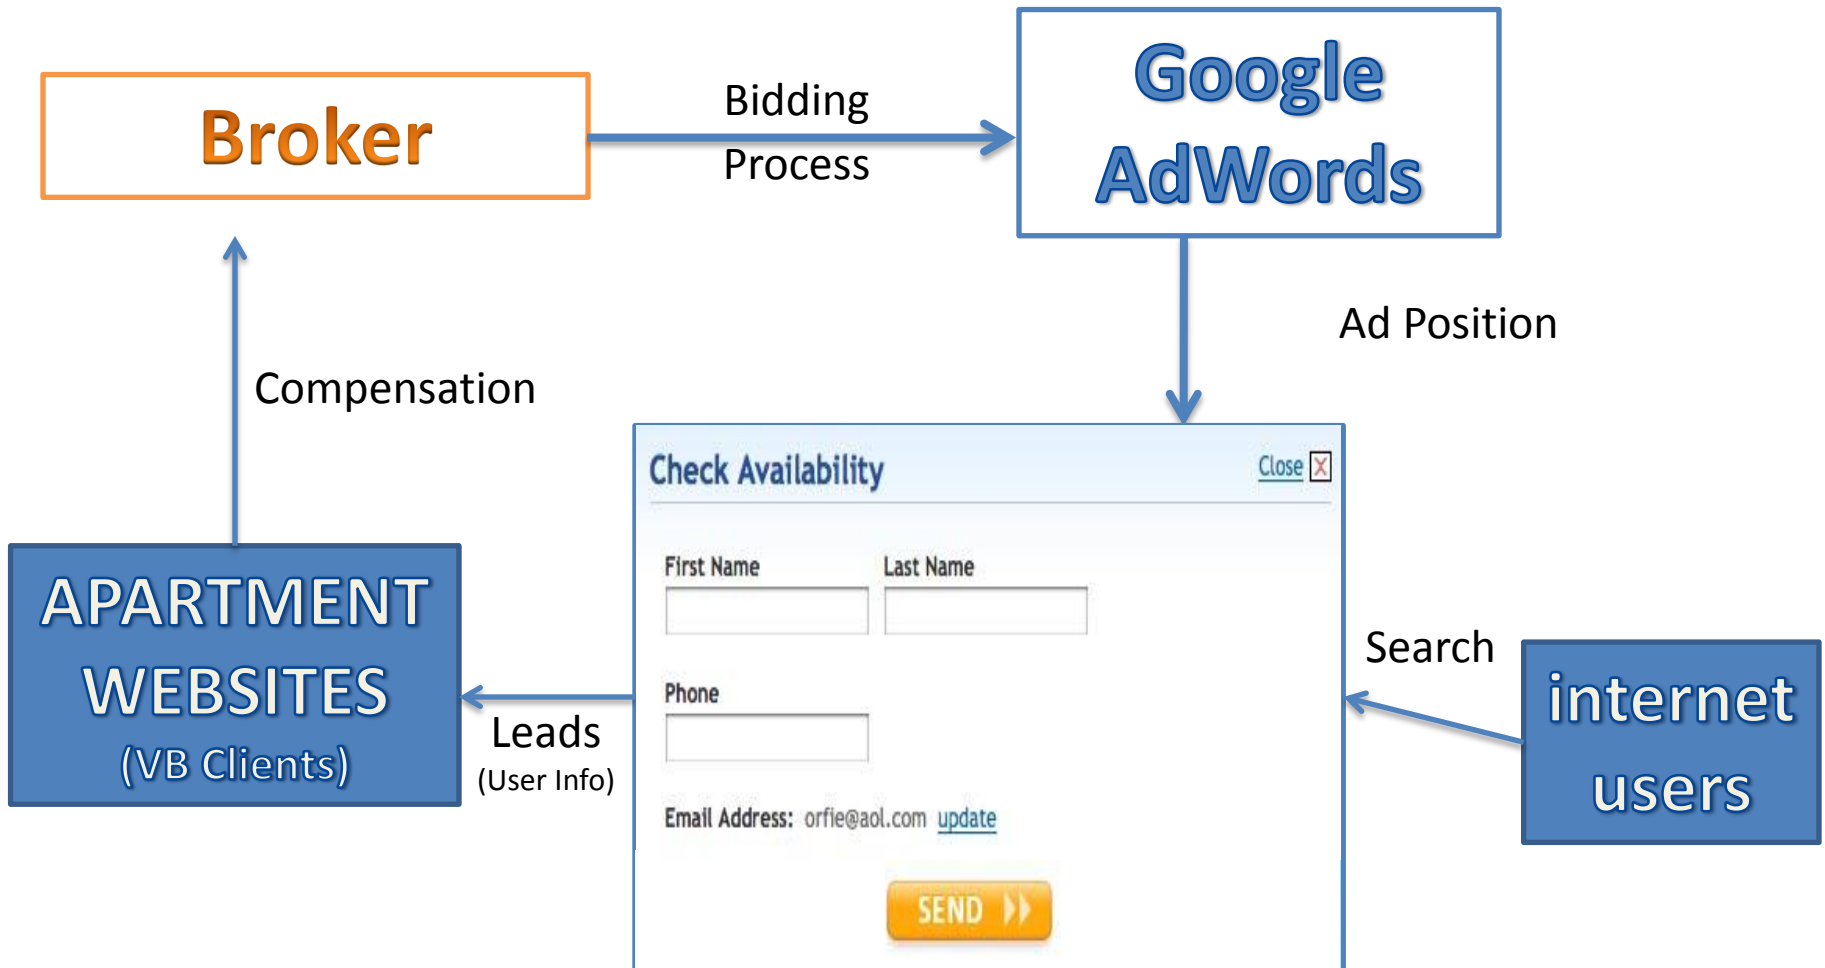 Broker
Bidding
Process
Google
AdWords
Compensation
Ad Position
Check Availability
Close
First Name
Last Name
Phone
Email Address: orfie@aol.com update
SEND
APARTMENT
WEBSITES
(VB Clients)
Leads
(User Info)
Search
internet
users